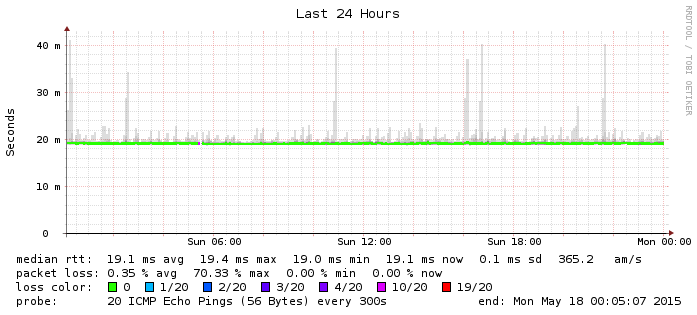 Last 24 Hours
RRDTOOL / TOBI OETIKER
Seconds
40 m
30 m
20 m
10 m
0
Sun 06:00 Sun 12:00 Sun 18:00 Mon 00:00
median rtt: 19.1 ms avg 19.4 ms max 19.0 ms min 19.1 ms now 0.1 ms sd 365.2 am/s
packet loss: 0.35 % avg 70.33 % max 0.00 % min 0.00 % now
loss color: 0 1/20 2/20 3/20 4/20 10/20 19/20
probe: 20 ICMP Echo Pings (56 Bytes) every 300s end: Mon May 18 00:05:07 2015